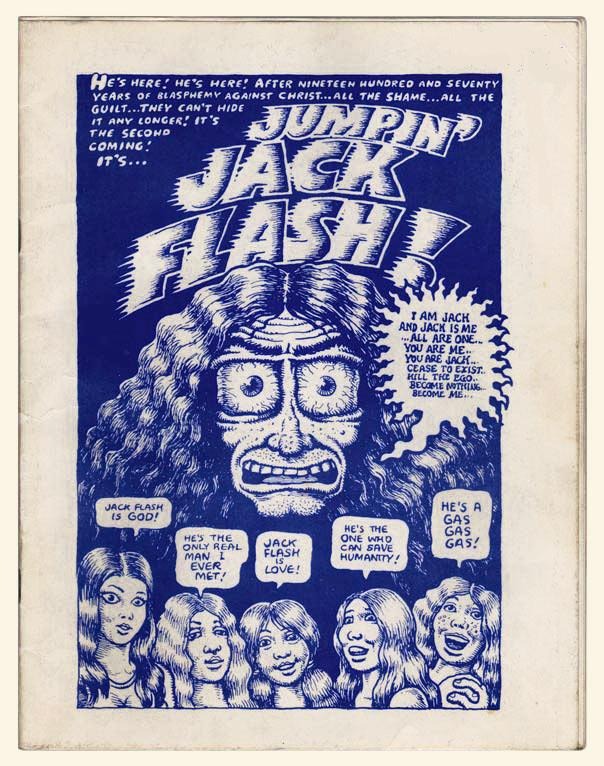 HE'S HERE! HE'S HERE! AFTER NINETEEN HUNDRED AND SEVENTY
YEARS OF BLASPHEMY AGAINST CHRIST...ALL THE SHAME...ALL THE
GUILT...THEY CAN'T HIDE
IT ANY LONGER! IT'S
THE SECOND
COMING!
IT'S...
JUMPIN'
JACK
FLASH!
I AM JACK
AND JACK IS ME
...ALL ARE ONE...
YOU ARE ME..
YOU ARE JACK...
CEASE TO EXIST..
KILL THE EGO..
BECOME NOTHING...
BECOME ME...
JACK FLASH
IS GOD!
HE'S THE
ONLY REAL
MAN I
EVER
MET!
JACK
FLASH
IS
LOVE!
HE'S THE
ONE WHO
CAN SAVE
HUMANITY!
HE'S A
GAS
GAS
GAS!